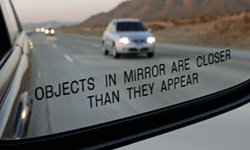 OBJECTS IN MIRROR ARE CLOSER
THAN THEY APPEAR